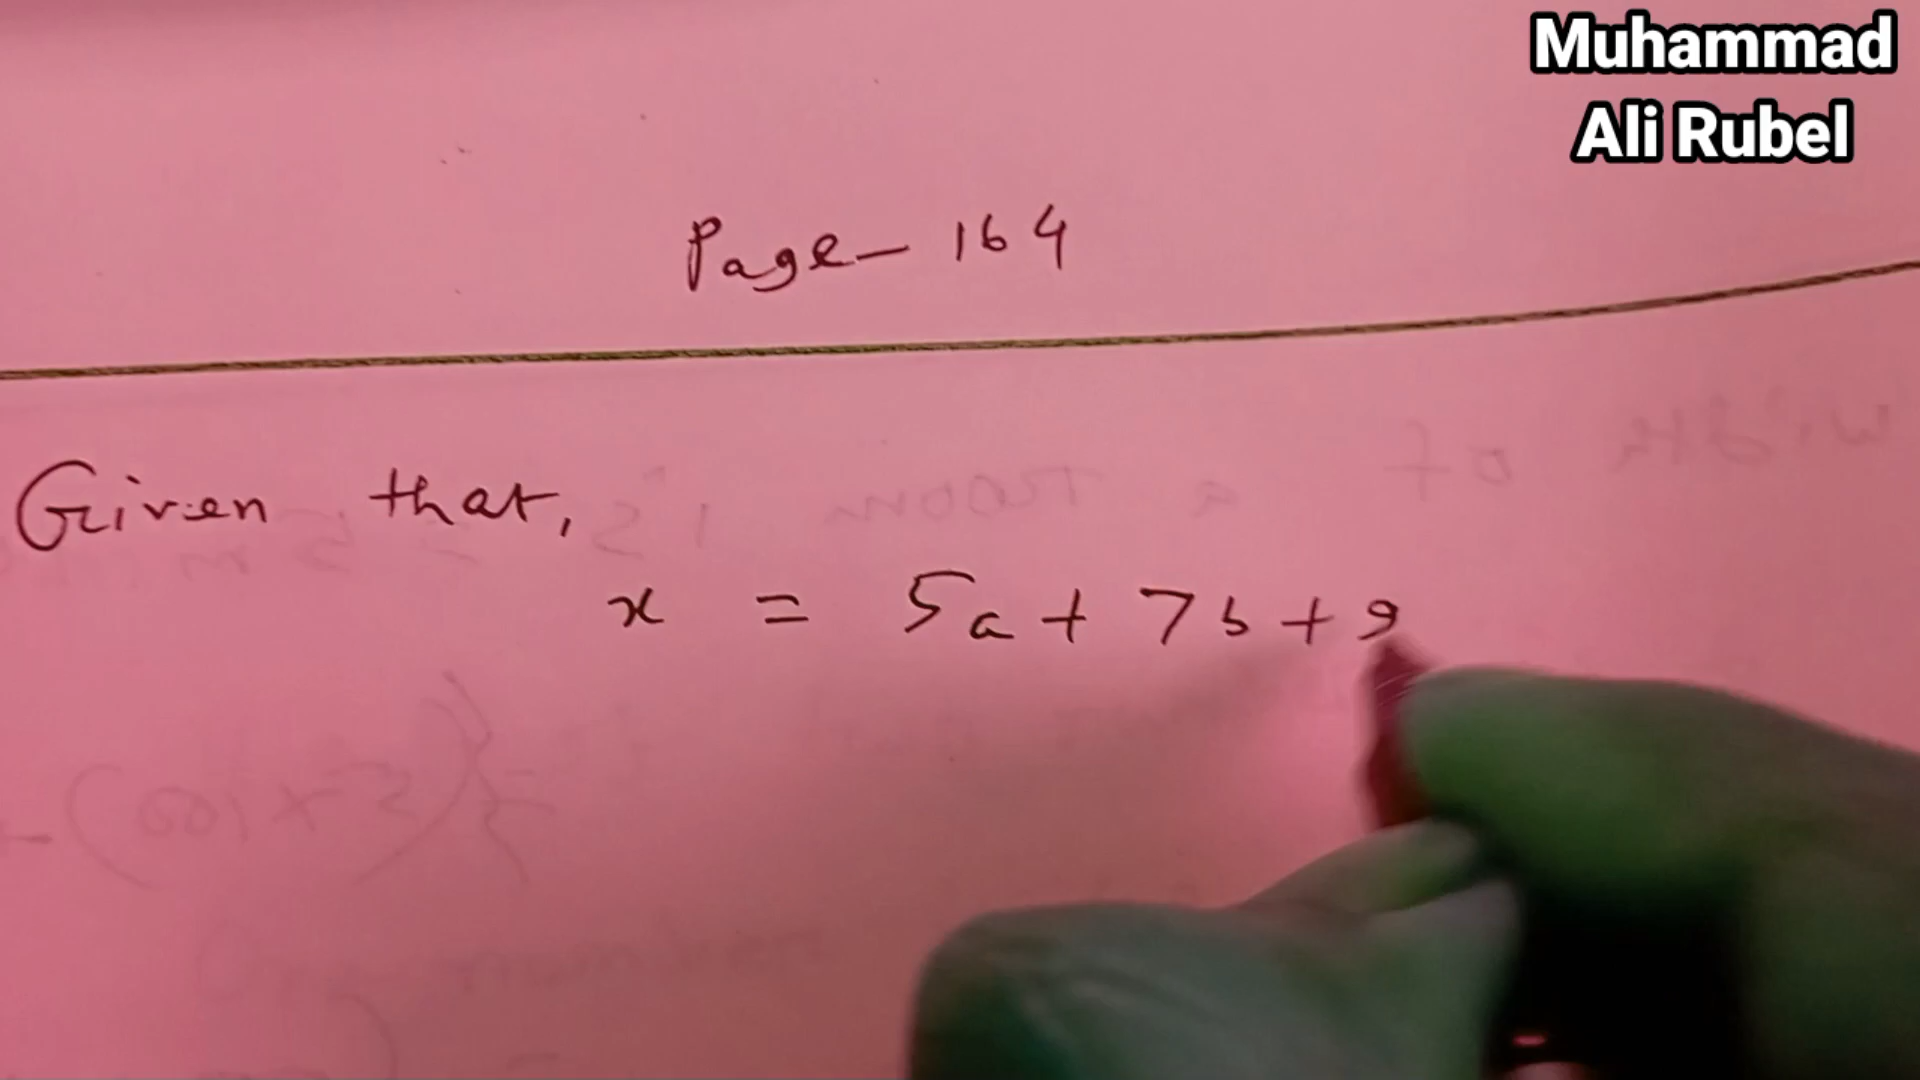 Muhammad
Ali Rubel
Page - 164
Given that,
x = 5a + 7b + 9